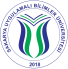 SAKARYA UYGULAMALI BİLİMLER ÜNİVERSİTESİ
2018